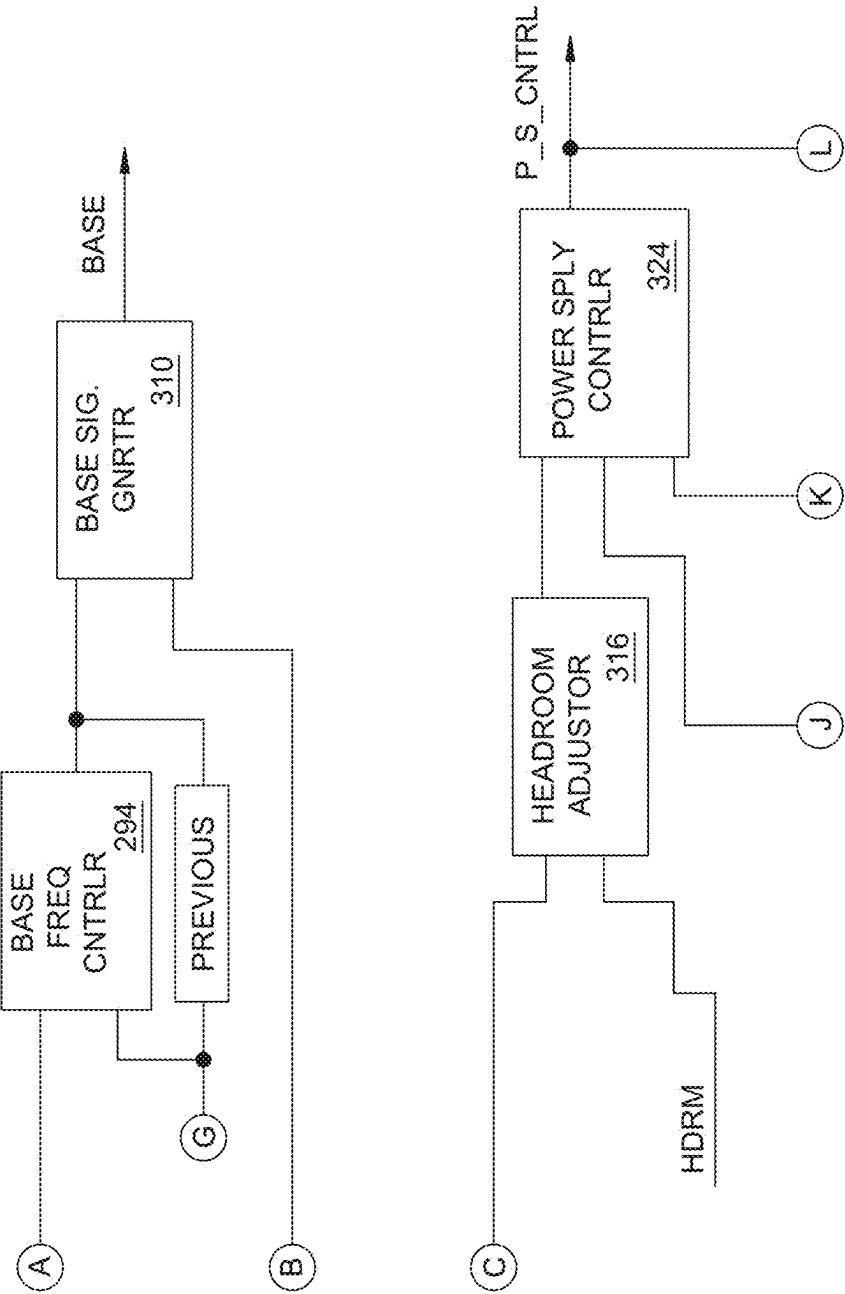 A
BASE
FREQ
CNTRLR
294
PREVIOUS
G
BASE SIG.
GNRTR
310
BASE
B
C
HDRM
HEADROOM
ADJUSTOR
316
J
POWER SPLY
CONTRLR
324
K
P_S_CNTRL
L